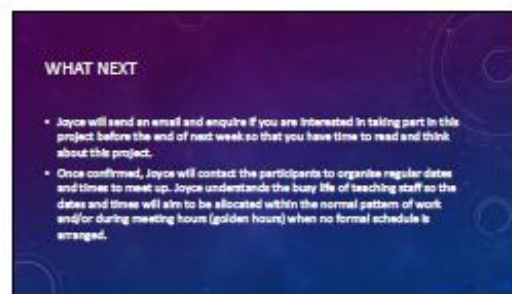 WHAT NEXT
• Joyce will send an email and enquire if you are interested in taking part in this
project before the end of next week so that you have time to read and think
about this project.
• Once confirmed, Joyce will contact the participants to organise regular dates
and times to meet up. Joyce understands the busy life of teaching staff so the
dates and times will aim to be allocated within the normal pattern of work
and/or during meeting hours (golden hours) when no formal schedule is
arranged.